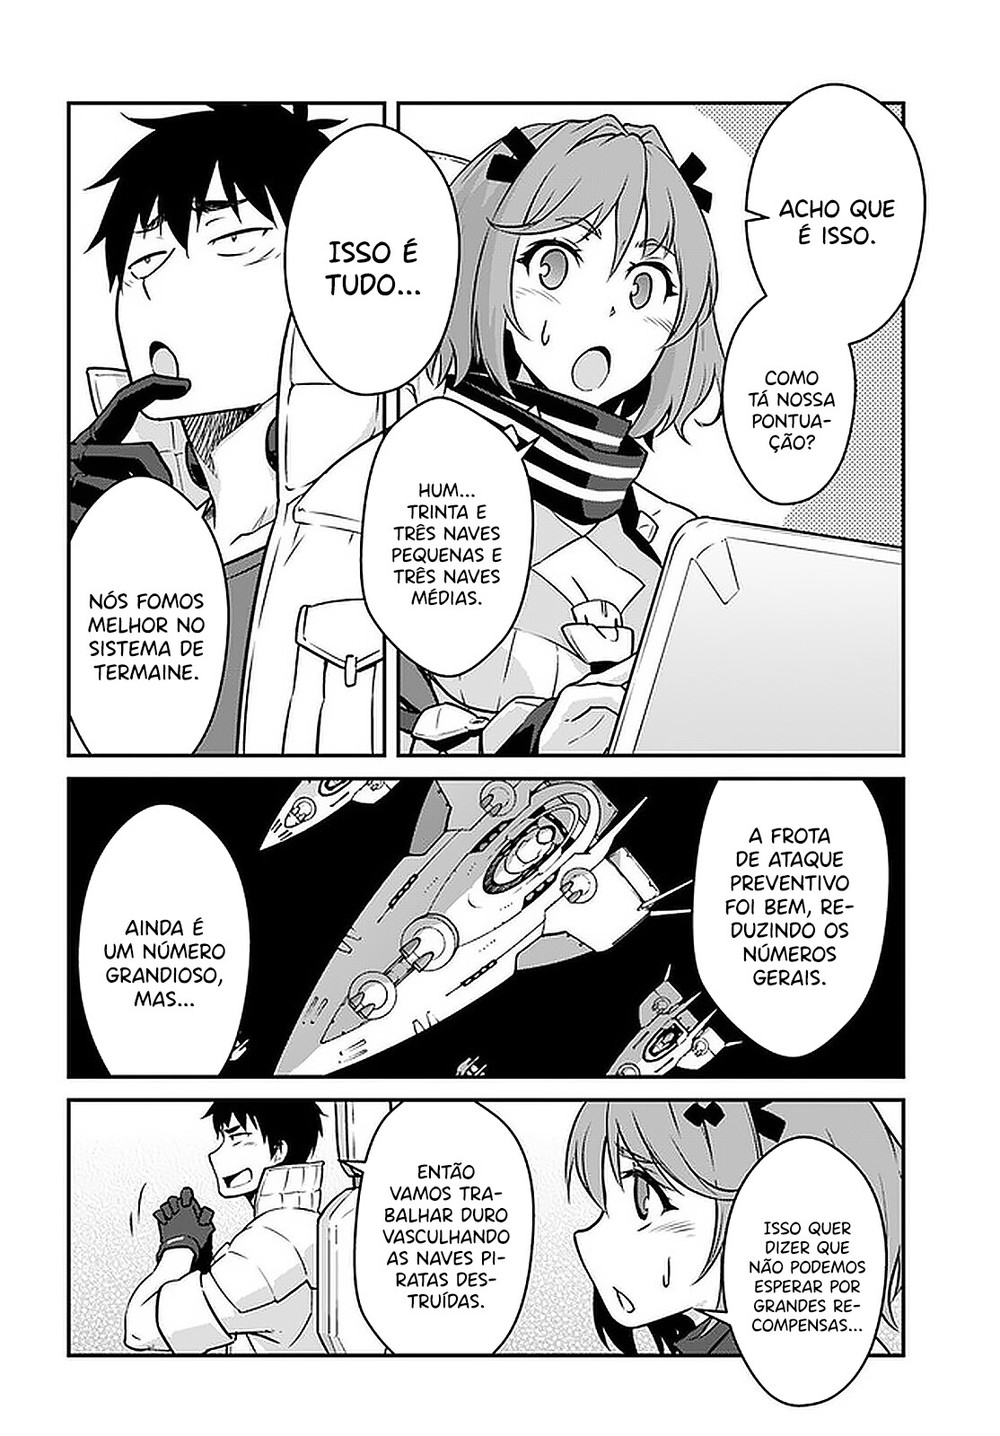 ACHO QUE
É ISSO.
COMO
TÁ NOSSA
PONTUA-
ÇÃO?
HUM...
TRINTA E
TRÊS NAVES
PEQUENAS E
TRÊS NAVES
MÉDIAS.
ISSO É
TUDO...
NÓS FOMOS
MELHOR NO
SISTEMA DE
TERMAINE.
A FROTA
DE ATAQUE
PREVENTIVO
FOI BEM, RE-
DUZINDO OS
NÚMEROS
GERAIS.
AINDA É
UM NÚMERO
GRANDIOSO,
MAS...
ISSO QUER
DIZER QUE
NÃO PODEMOS
ESPERAR POR
GRANDES RE-
COMPENSAS...
ENTÃO
VAMOS TRA-
BALHAR DURO
VASCULHANDO
AS NAVES PI-
RATAS DES-
TRUÍDAS.